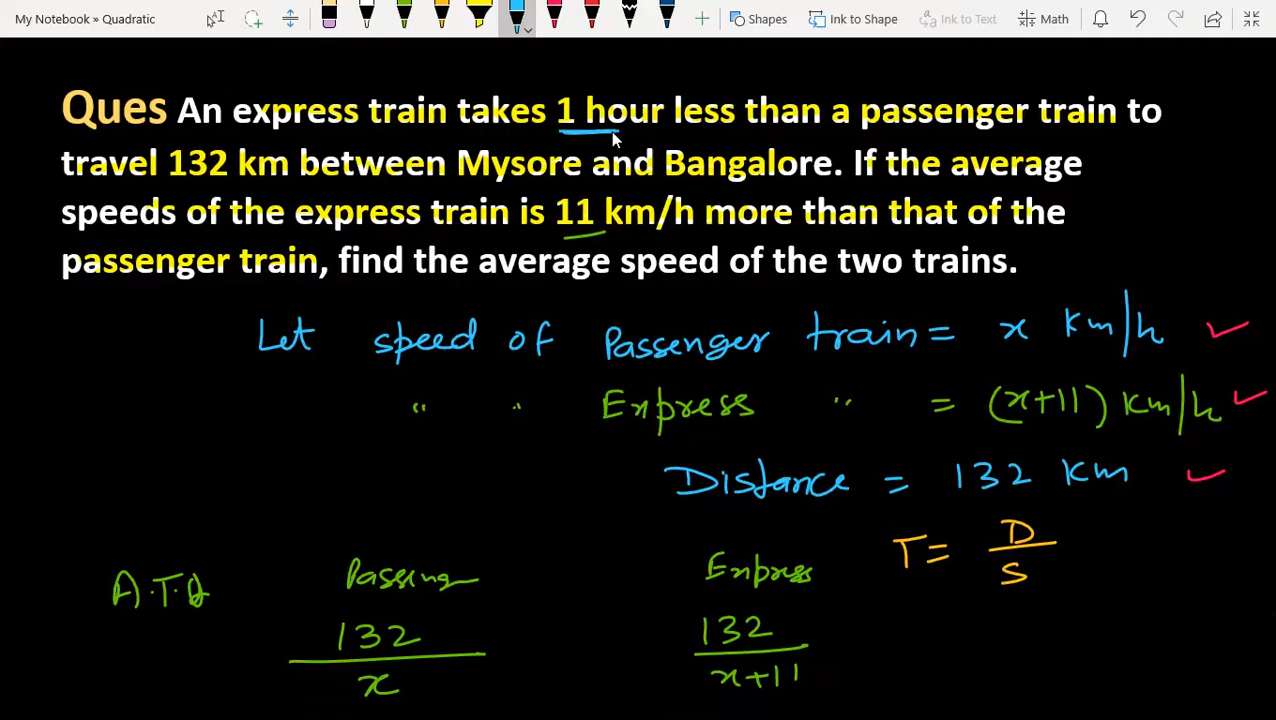 My Notebook » Quadratic
Shapes Ink to Shape Ink to Text Math
Ques An express train takes 1 hour less than a passenger train to
travel 132 km between Mysore and Bangalore. If the average
speeds of the express train is 11 km/h more than that of the
passenger train, find the average speed of the two trains.
Let speed of Passenger train = x km/h ✓
" " Express " = (x+11) km/h ✓
Distance = 132 km ✓
T = D/S
A.T.Q Express
132/x 132/x+11